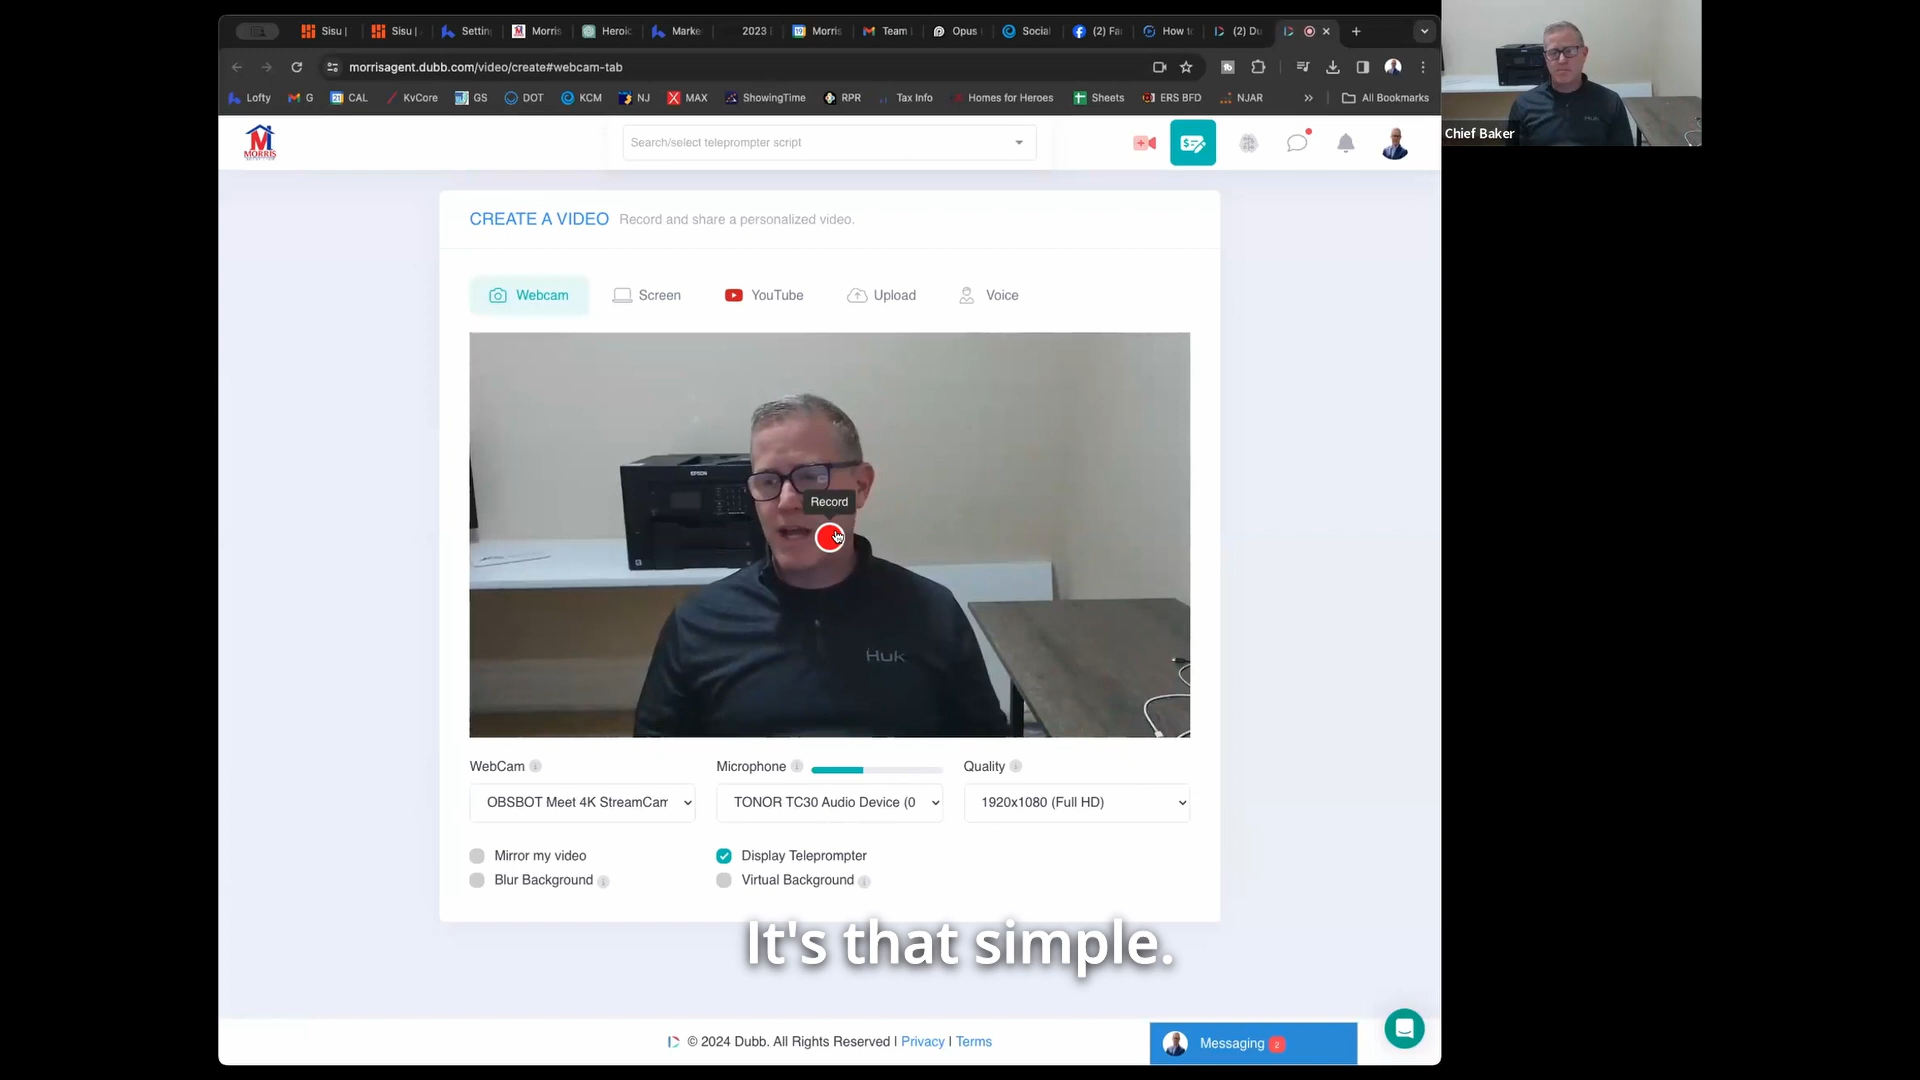 Sisu |
Sisu |
Settin
Morris
Heroic
Marke
2023
Morris
Team |
Opus
Social
(2) Fa
How to
(2) Du
morrisagent.dubb.com/video/create#webcam-tab
Lofty
G
CAL
KvCore
GS
DOT
KCM
NJ
MAX
ShowingTime
RPR
Tax Info
Homes for Heroes
Sheets
ERS BFD
NJAR
All Bookmarks
Chief Baker
MORRIS
Search/select teleprompter script
CREATE A VIDEO Record and share a personalized video.
Webcam
Screen
YouTube
Upload
Voice
EPSON
Record
Huk
WebCam
Microphone
Quality
OBSBOT Meet 4K StreamCam
TONOR TC30 Audio Device (0
1920x1080 (Full HD)
Mirror my video
Display Teleprompter
Blur Background
Virtual Background
It's that simple.
© 2024 Dubb. All Rights Reserved | Privacy | Terms
Messaging 2